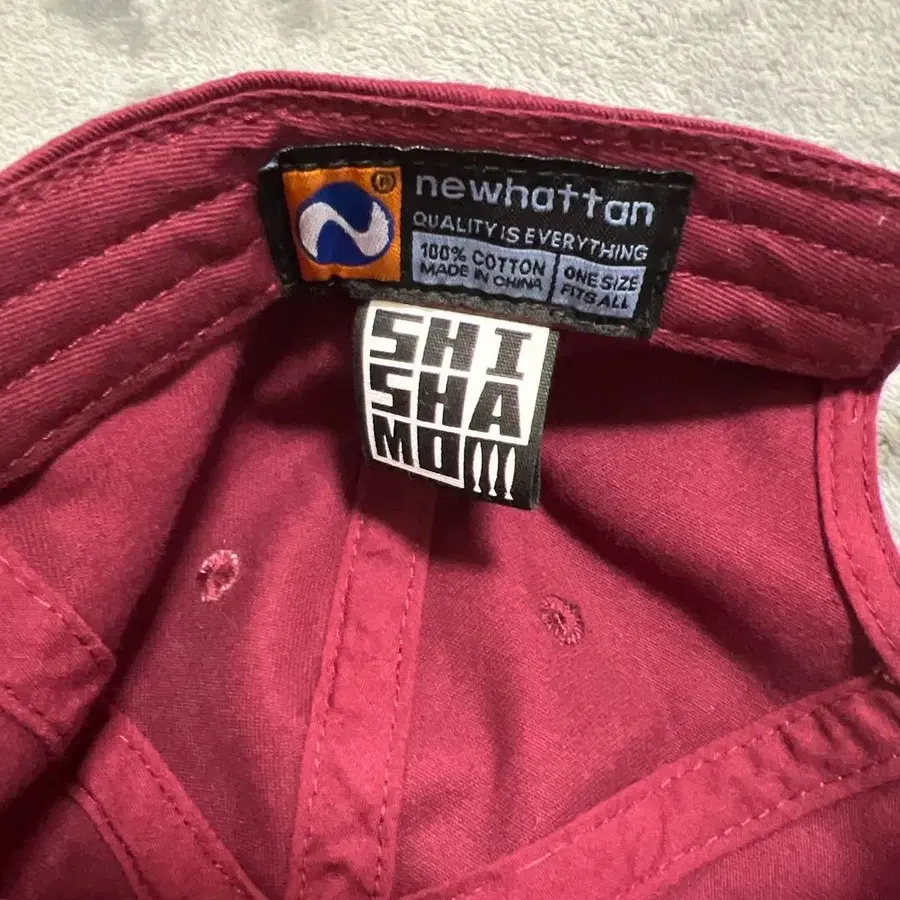 newhattan
QUALITY IS EVERYTHING
100% COTTON
MADE IN CHINA
ONE SIZE
FITS ALL
SHI
SHA
MO